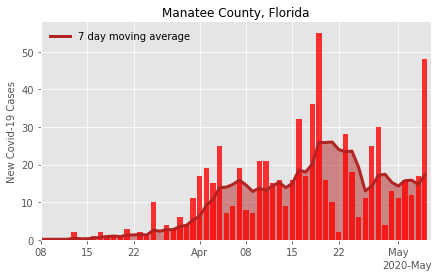 Manatee County, Florida
7 day moving average
New Covid-19 Cases
50
40
30
20
10
0
08 15 22 Apr 08 15 22 May
2020-May